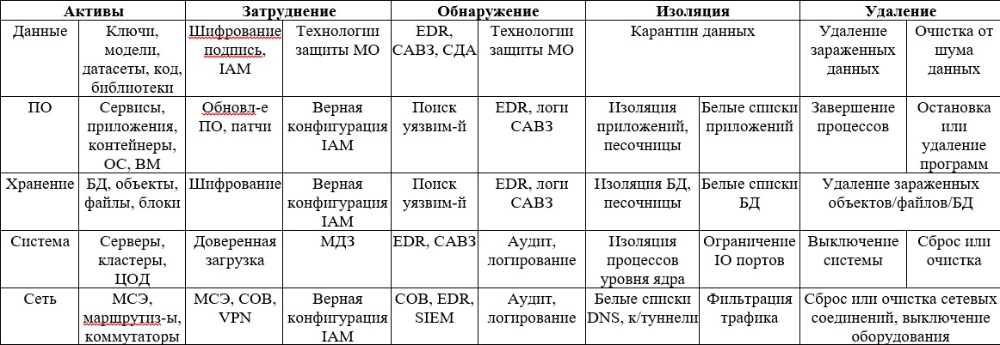 Активы Затруднение Обнаружение Изоляция Удаление
Данные Ключи, Шифрование Технологии EDR, Технологии Карантин данных Удаление Очистка от
модели, подпись, защиты МО САВЗ, СДА защиты МО зараженных шума
датасеты, код, IAM данных данных
библиотеки
ПО Сервисы, Обновл-е Верная Поиск EDR, логи Изоляция Белые списки Завершение Остановка
приложения, ПО, патчи конфигурация уязвим-й САВЗ приложений, приложений процессов или
контейнеры, IAM песочницы удаление
ОС, ВМ программ
Хранение БД, объекты, Шифрование Верная Поиск EDR, логи Изоляция БД, Белые списки Удаление зараженных
файлы, блоки конфигурация уязвим-й САВЗ песочницы БД объектов/файлов/БД
IAM
Система Серверы, Доверенная МДЗ EDR, САВЗ Аудит, Изоляция Ограничение Выключение Сброс или
кластеры, загрузка логирование процессов IO портов системы очистка
ЦОД уровня ядра
Сеть МСЭ, МСЭ, СОВ, Верная СОВ, EDR, Аудит, Белые списки Фильтрация Сброс или очистка сетевых
маршрутиз-ы, VPN конфигурация SIEM логирование DNS, к/туннели трафика соединений, выключение
коммутаторы IAM оборудования